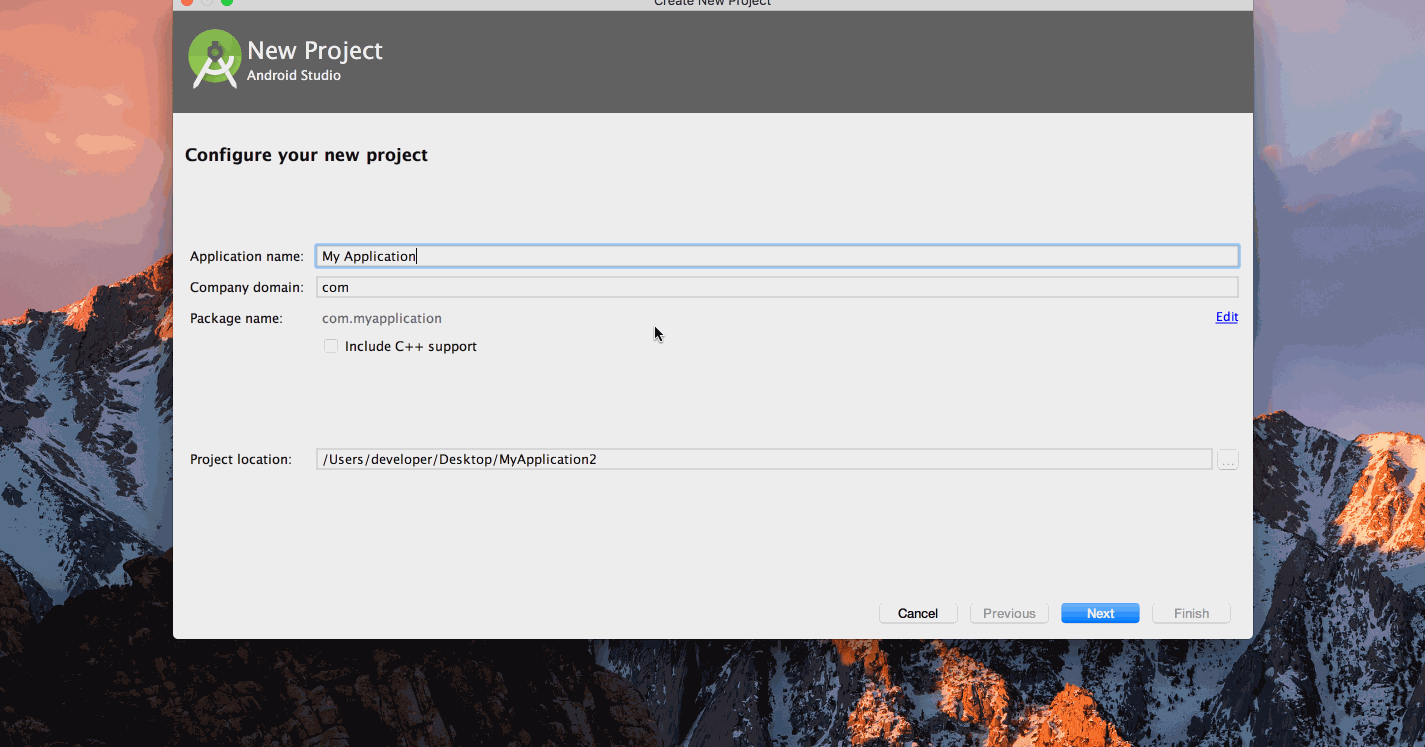 Create New Project
New Project
Android Studio
Configure your new project
Application name: My Application
Company domain: com
Package name: com.myapplication Edit
Include C++ support
Project location: /Users/developer/Desktop/MyApplication2 ...
Cancel Previous Next Finish